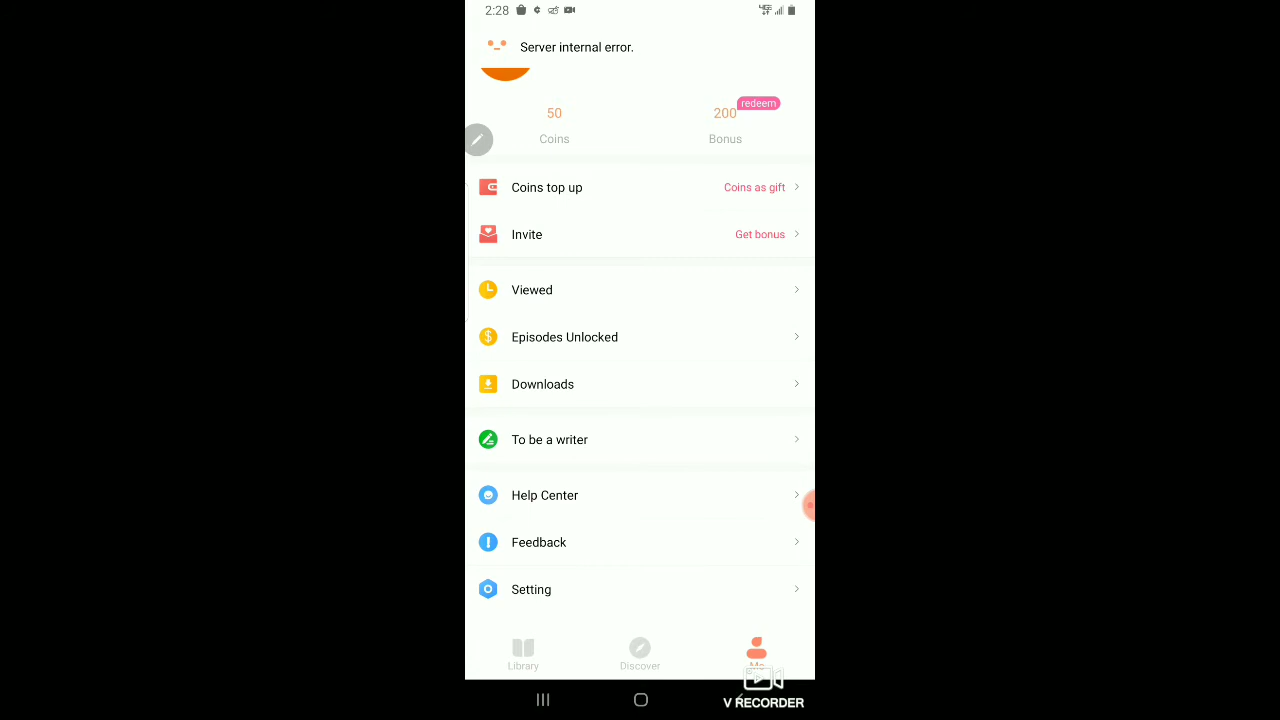 2:28
Server internal error.
50
200
redeem
Coins
Bonus
Coins top up
Coins as gift
Invite
Get bonus
Viewed
Episodes Unlocked
Downloads
To be a writer
Help Center
Feedback
Setting
Library
Discover
Me
V RECORDER